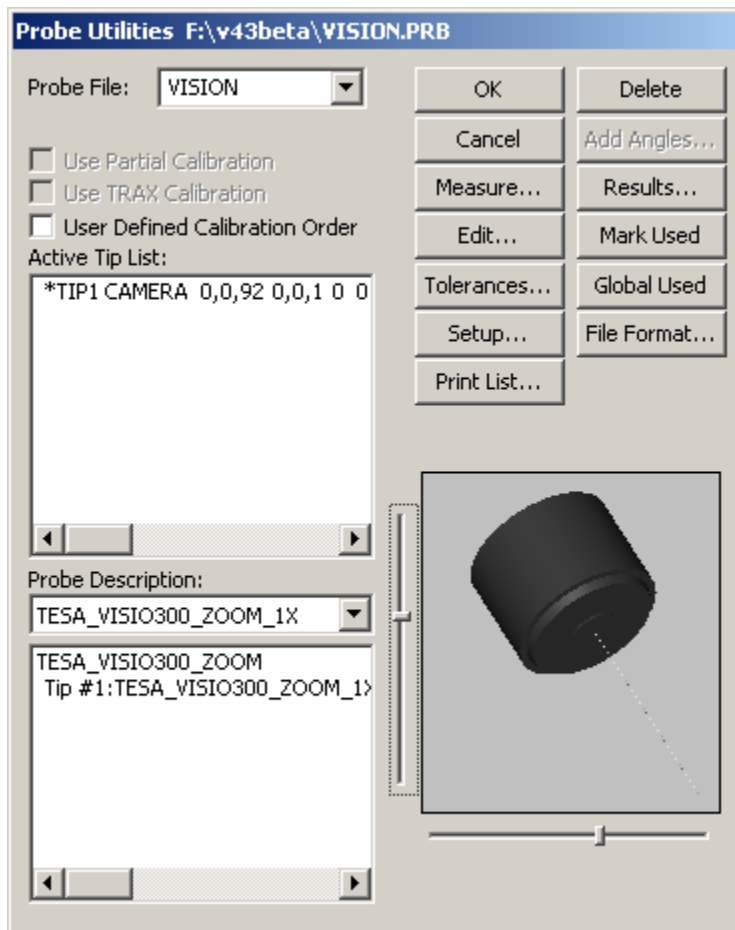 Probe Utilities F:\v43beta\VISION.PRB
Probe File:
VISION
Use Partial Calibration
Use TRAX Calibration
User Defined Calibration Order
Active Tip List:
*TIP1 CAMERA 0,0,92 0,0,1 0 0
Probe Description:
TESA_VISIO300_ZOOM_1X
TESA_VISIO300_ZOOM
Tip #1:TESA_VISIO300_ZOOM_1X
OK
Delete
Cancel
Add Angles...
Measure...
Results...
Edit...
Mark Used
Tolerances...
Global Used
Setup...
File Format...
Print List...